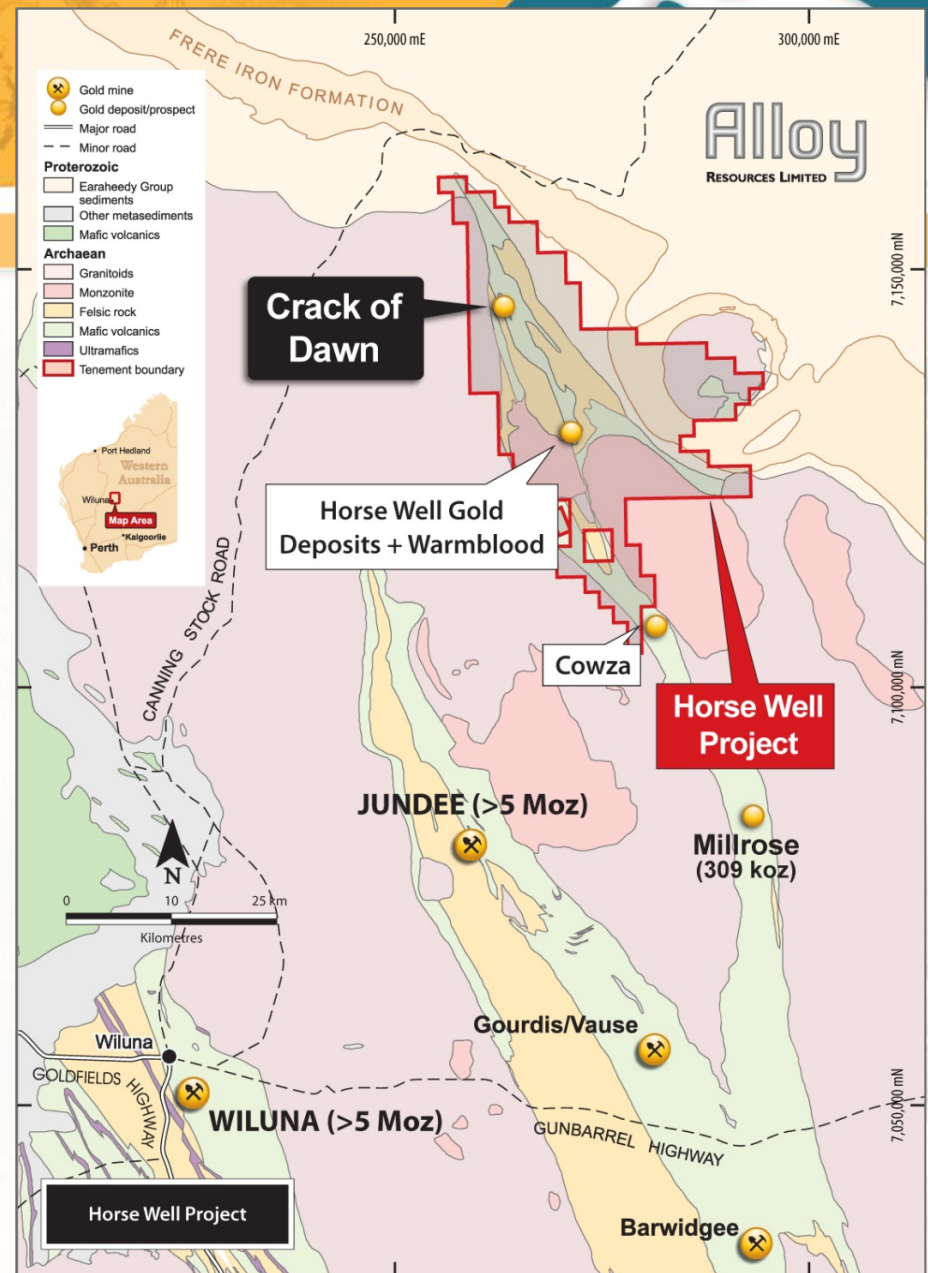 250,000 mE
300,000 mE
FRERE IRON FORMATION
Alloy
RESOURCES LIMITED
Gold mine
Gold deposit/prospect
Major road
Minor road
Proterozoic
Earaheedy Group
sediments
Other metasediments
Mafic volcanics
Archaean
Granitoids
Monzonite
Felsic rock
Mafic volcanics
Ultramafics
Tenement boundary
Port Hedland
Western
Australia
Wiluna
Map Area
Kalgoorlie
Perth
7,150,000 mN
Crack of
Dawn
Horse Well Gold
Deposits + Warmblood
CANNING STOCK ROAD
Cowza
Horse Well
Project
7,100,000 mN
JUNDEE (>5 Moz)
Millrose
(309 koz)
N
0 10 25 km
Kilometres
Gourdis/Vause
Wiluna
GOLDFIELDS HIGHWAY
WILUNA (>5 Moz)
GUNBARREL HIGHWAY
7,050,000 mN
Horse Well Project
Barwidgee